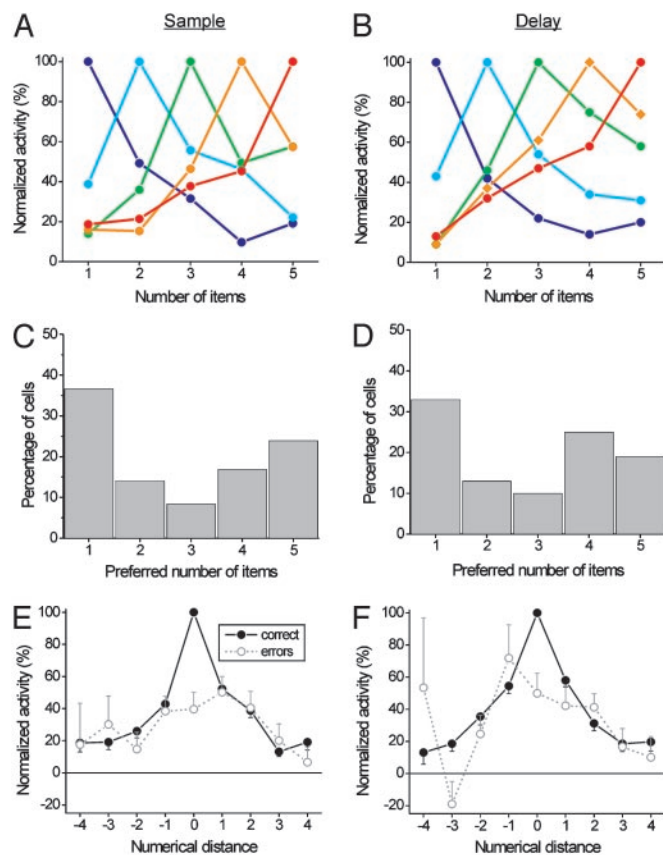 A Sample
B Delay
Normalized activity (%)
100
80
60
40
20
0
1 2 3 4 5
Number of items
Normalized activity (%)
100
80
60
40
20
0
1 2 3 4 5
Number of items
C
Percentage of cells
50
40
30
20
10
0
1 2 3 4 5
Preferred number of items
D
Percentage of cells
50
40
30
20
10
0
1 2 3 4 5
Preferred number of items
E
Normalized activity (%)
100
80
60
40
20
0
-20
correct
errors
-4 -3 -2 -1 0 1 2 3 4
Numerical distance
F
Normalized activity (%)
100
80
60
40
20
0
-20
-4 -3 -2 -1 0 1 2 3 4
Numerical distance